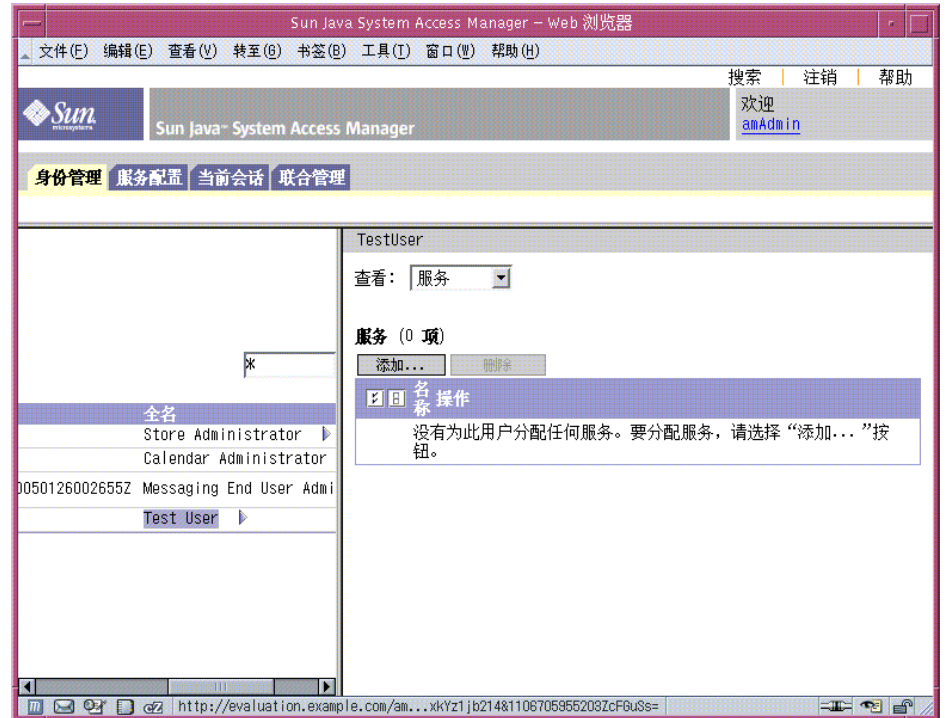 Sun Java System Access Manager – Web 浏览器
文件(F) 编辑(E) 查看(V) 转至(G) 书签(B) 工具(T) 窗口(W) 帮助(H)
搜索 注销 帮助
Sun
microsystems
Sun Java™ System Access Manager
欢迎
amAdmin
身份管理 服务配置 当前会话 联合管理
TestUser
查看: 服务
服务 (0 项)
*
添加... 删除
名称 操作
没有为此用户分配任何服务。要分配服务，请选择“添加...”按
钮。
全名
Store Administrator
Calendar Administrator
00501126002655Z Messaging End User Admi
Test User
http://evaluation.example.com/am...xkYz1jb214&1106705955203ZcFGuSs=